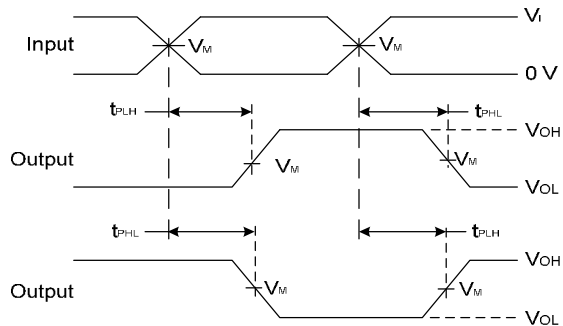 VI
Input VM VM
0 V
tPLH tPHL
VOH
Output VM VM
VOL
tPHL tPLH
VOH
Output VM VM
VOL